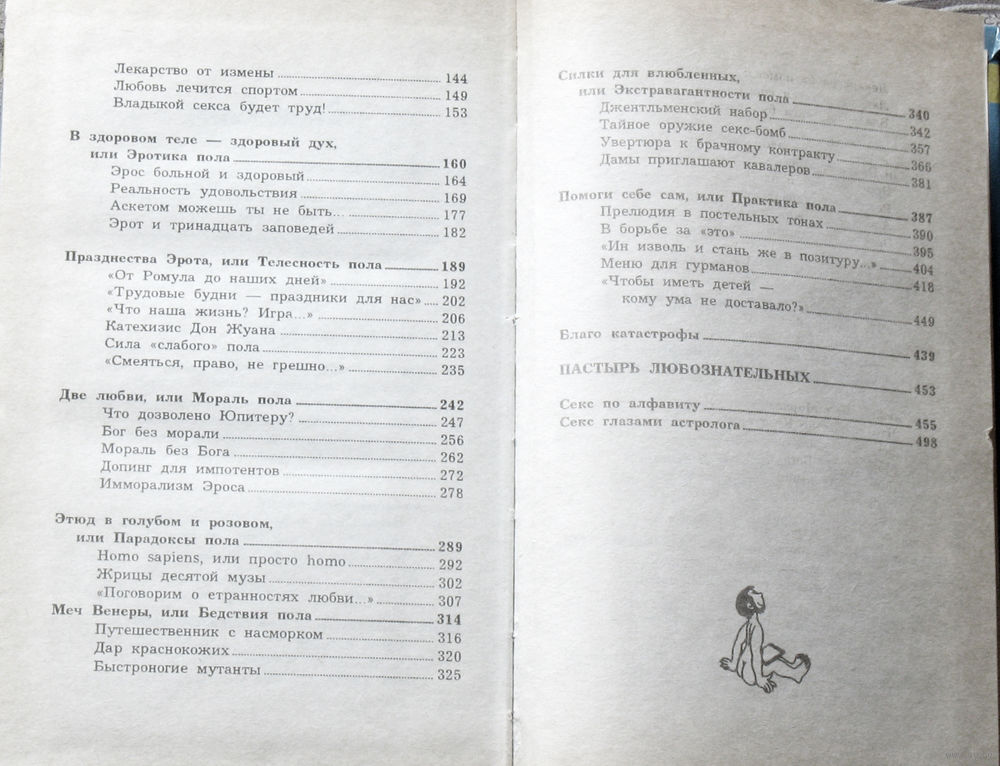 Лекарство от измены 144
Любовь лечится спортом 149
Владыкой секса будет труд! 153
В здоровом теле — здоровый дух,
или Эротика пола 160
Эрос больной и здоровый 164
Реальность удовольствия 169
Аскетом можешь ты не быть... 177
Эрот и тринадцать заповедей 182
Празднества Эрота, или Телесность пола 189
«От Ромула до наших дней» 192
«Трудовые будни — праздники для нас» 202
«Что наша жизнь? Игра...» 206
Катехизис Дон Жуана 213
Сила «слабого» пола 223
«Смеяться, право, не грешно...» 235
Две любви, или Мораль пола 242
Что дозволено Юпитеру? 247
Бог без морали 256
Мораль без Бога 262
Допинг для импотентов 272
Имморализм Эроса 278
Этюд в голубом и розовом,
или Парадоксы пола 289
Homo sapiens, или просто homo 292
Жрицы десятой музы 302
«Поговорим о етранностях любви...» 307
Меч Венеры, или Бедствия пола 314
Путешественник с насморком 316
Дар краснокожих 320
Быстроногие мутанты 325
Силки для влюбленных,
или Экстравагантности пола 340
Джентльменский набор 342
Тайное оружие секс-бомб 357
Увертюра к брачному контракту 366
Дамы приглашают кавалеров 381
Помоги себе сам, или Практика пола 387
Прелюдия в постельных тонах 390
В борьбе за «это» 395
«Ин изволь и стань же в позитуру...» 404
Меню для гурманов 418
«Чтобы иметь детей —
кому ума не доставало?» 449
Благо катастрофы 439
ПАСТЫРЬ ЛЮБОЗНАТЕЛЬНЫХ 453
Секс по алфавиту 455
Секс глазами астролога 498